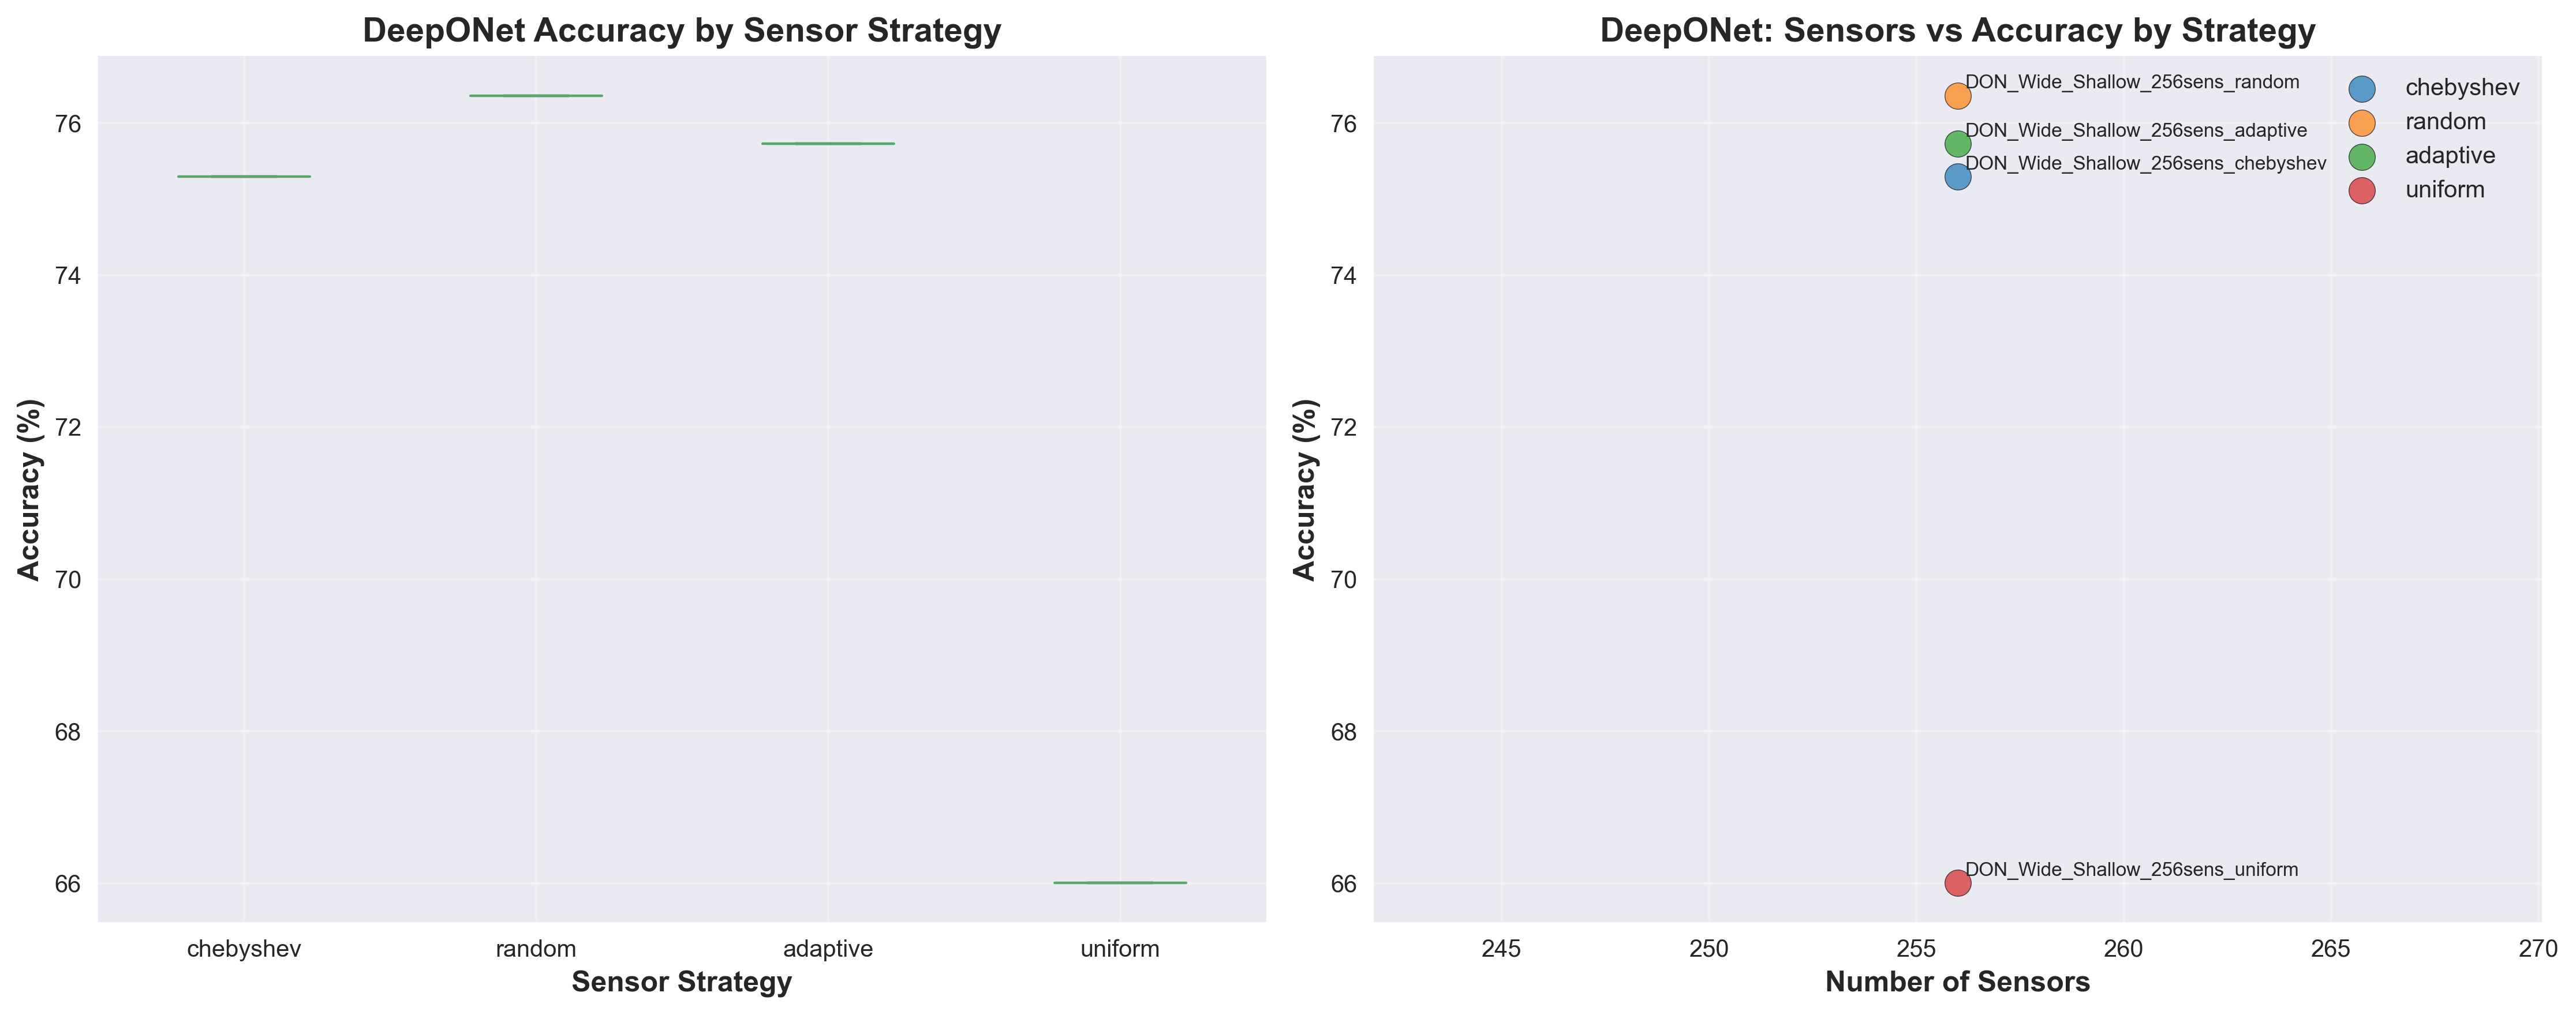 DeepONet Accuracy by Sensor Strategy
Accuracy (%)
76
74
72
70
68
66
chebyshev
random
adaptive
uniform
Sensor Strategy
DeepONet: Sensors vs Accuracy by Strategy
Accuracy (%)
76
74
72
70
68
66
DON_Wide_Shallow_256sens_random
DON_Wide_Shallow_256sens_adaptive
DON_Wide_Shallow_256sens_chebyshev
DON_Wide_Shallow_256sens_uniform
chebyshev
random
adaptive
uniform
245
250
255
260
265
270
Number of Sensors